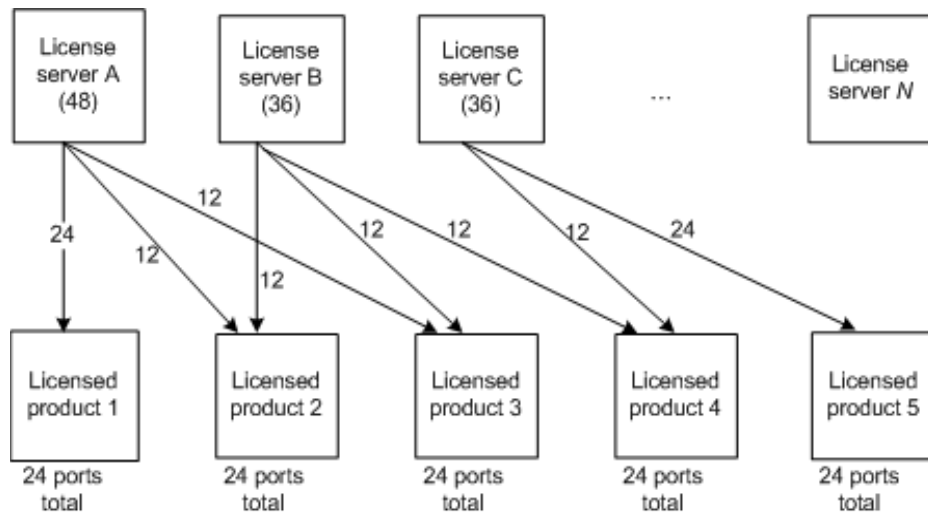 License
server A
(48)
License
server B
(36)
License
server C
(36)
...
License
server N
24
12
12
12
12
12
12
24
Licensed
product 1
Licensed
product 2
Licensed
product 3
Licensed
product 4
Licensed
product 5
24 ports
total
24 ports
total
24 ports
total
24 ports
total
24 ports
total